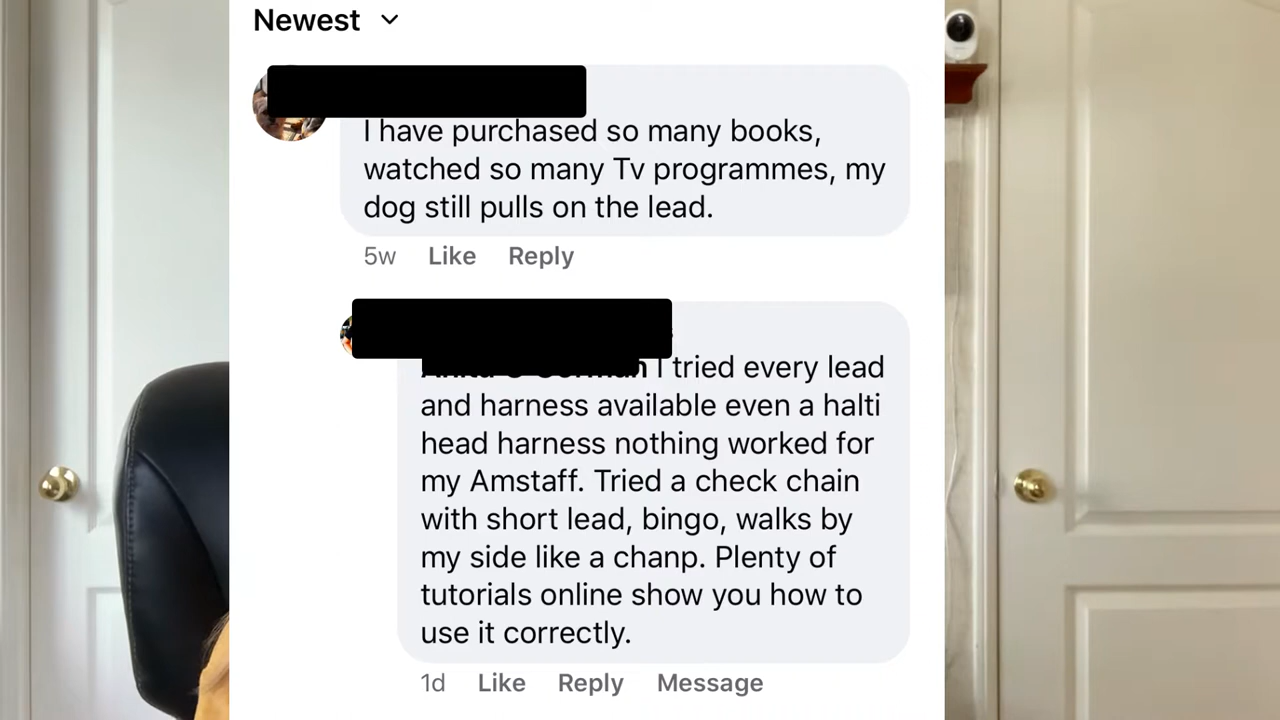 Newest
I have purchased so many books,
watched so many Tv programmes, my
dog still pulls on the lead.
5w Like Reply
I tried every lead
and harness available even a halti
head harness nothing worked for
my Amstaff. Tried a check chain
with short lead, bingo, walks by
my side like a chanp. Plenty of
tutorials online show you how to
use it correctly.
1d Like Reply Message